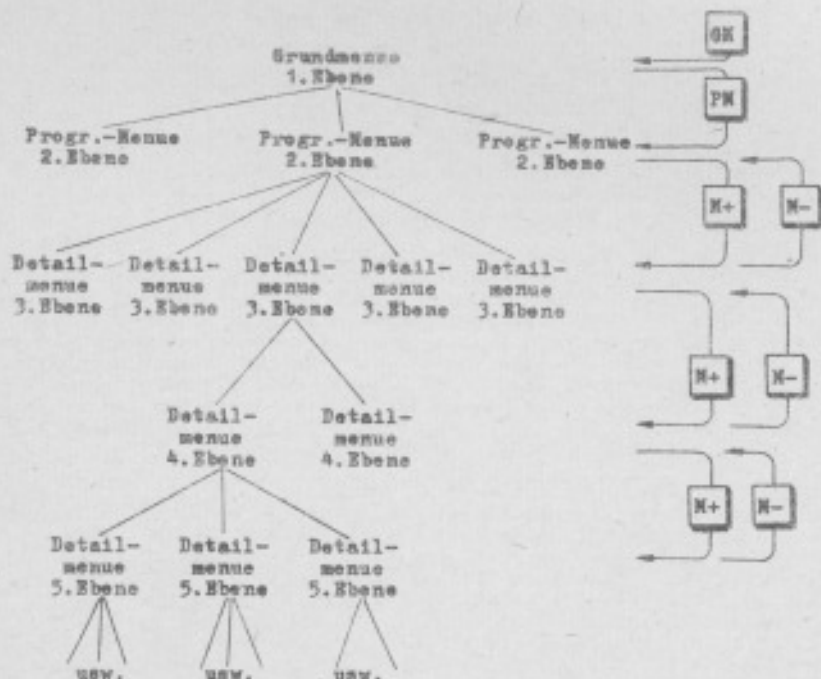 Grundmenue
1.Ebene
GM
PM
Progr.-Menue
2.Ebene
Progr.-Menue
2.Ebene
Progr.-Menue
2.Ebene
M+
M-
Detail-
menue
3.Ebene
Detail-
menue
3.Ebene
Detail-
menue
3.Ebene
Detail-
menue
3.Ebene
Detail-
menue
3.Ebene
M+
M-
Detail-
menue
4.Ebene
Detail-
menue
4.Ebene
M+
M-
Detail-
menue
5.Ebene
Detail-
menue
5.Ebene
Detail-
menue
5.Ebene
usw.
usw.
usw.